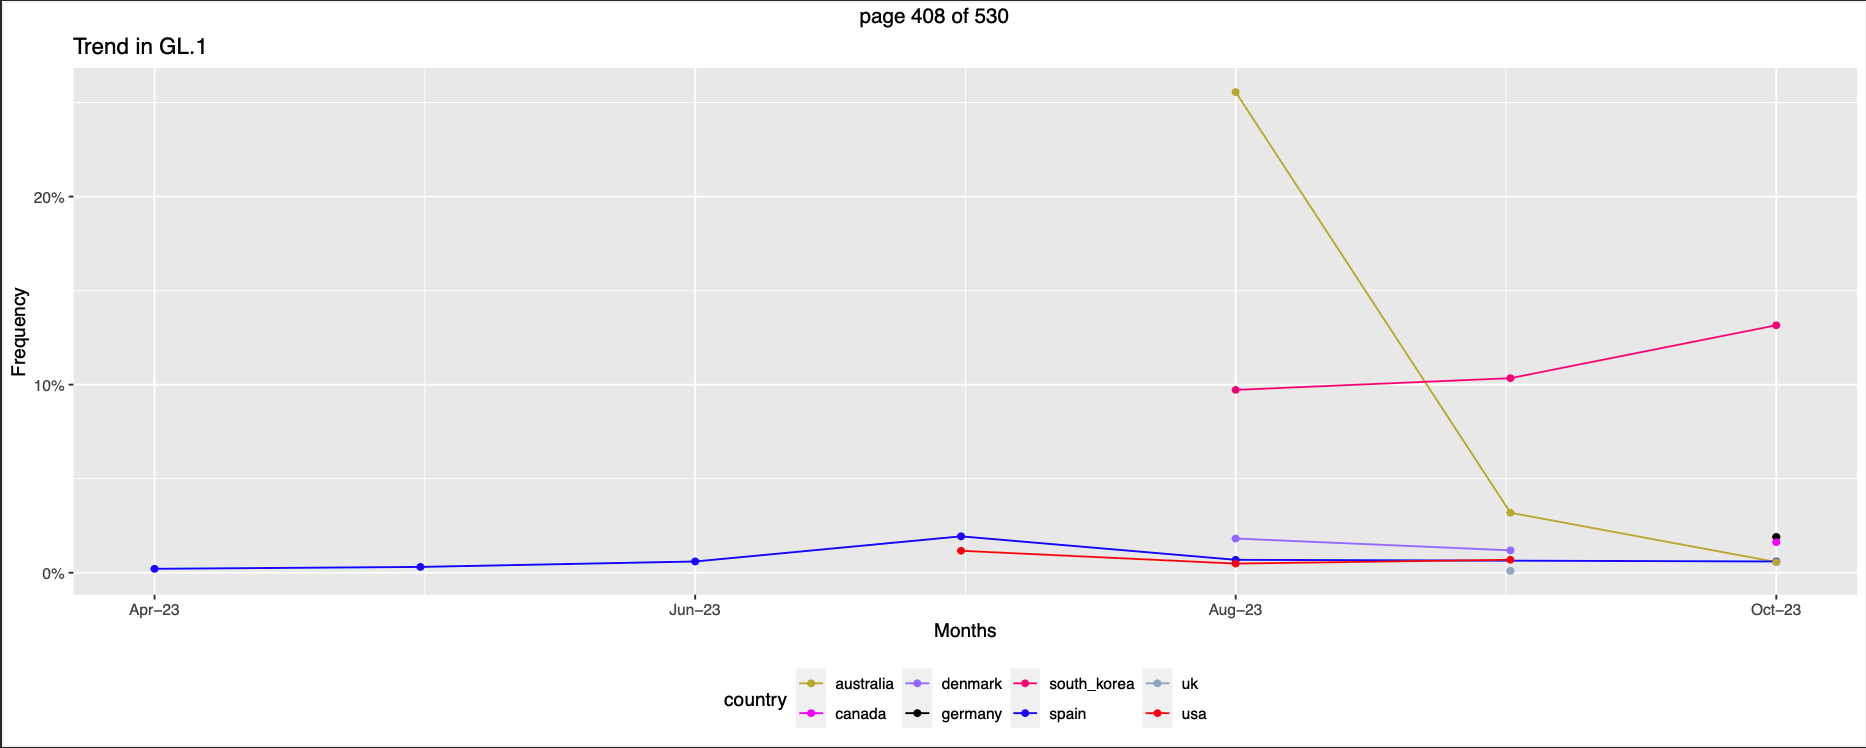 page 408 of 530
Trend in GL.1
Frequency
20%
10%
0%
Apr−23 Jun−23 Aug−23 Oct−23
Months
country
australia denmark south_korea uk
canada germany spain usa